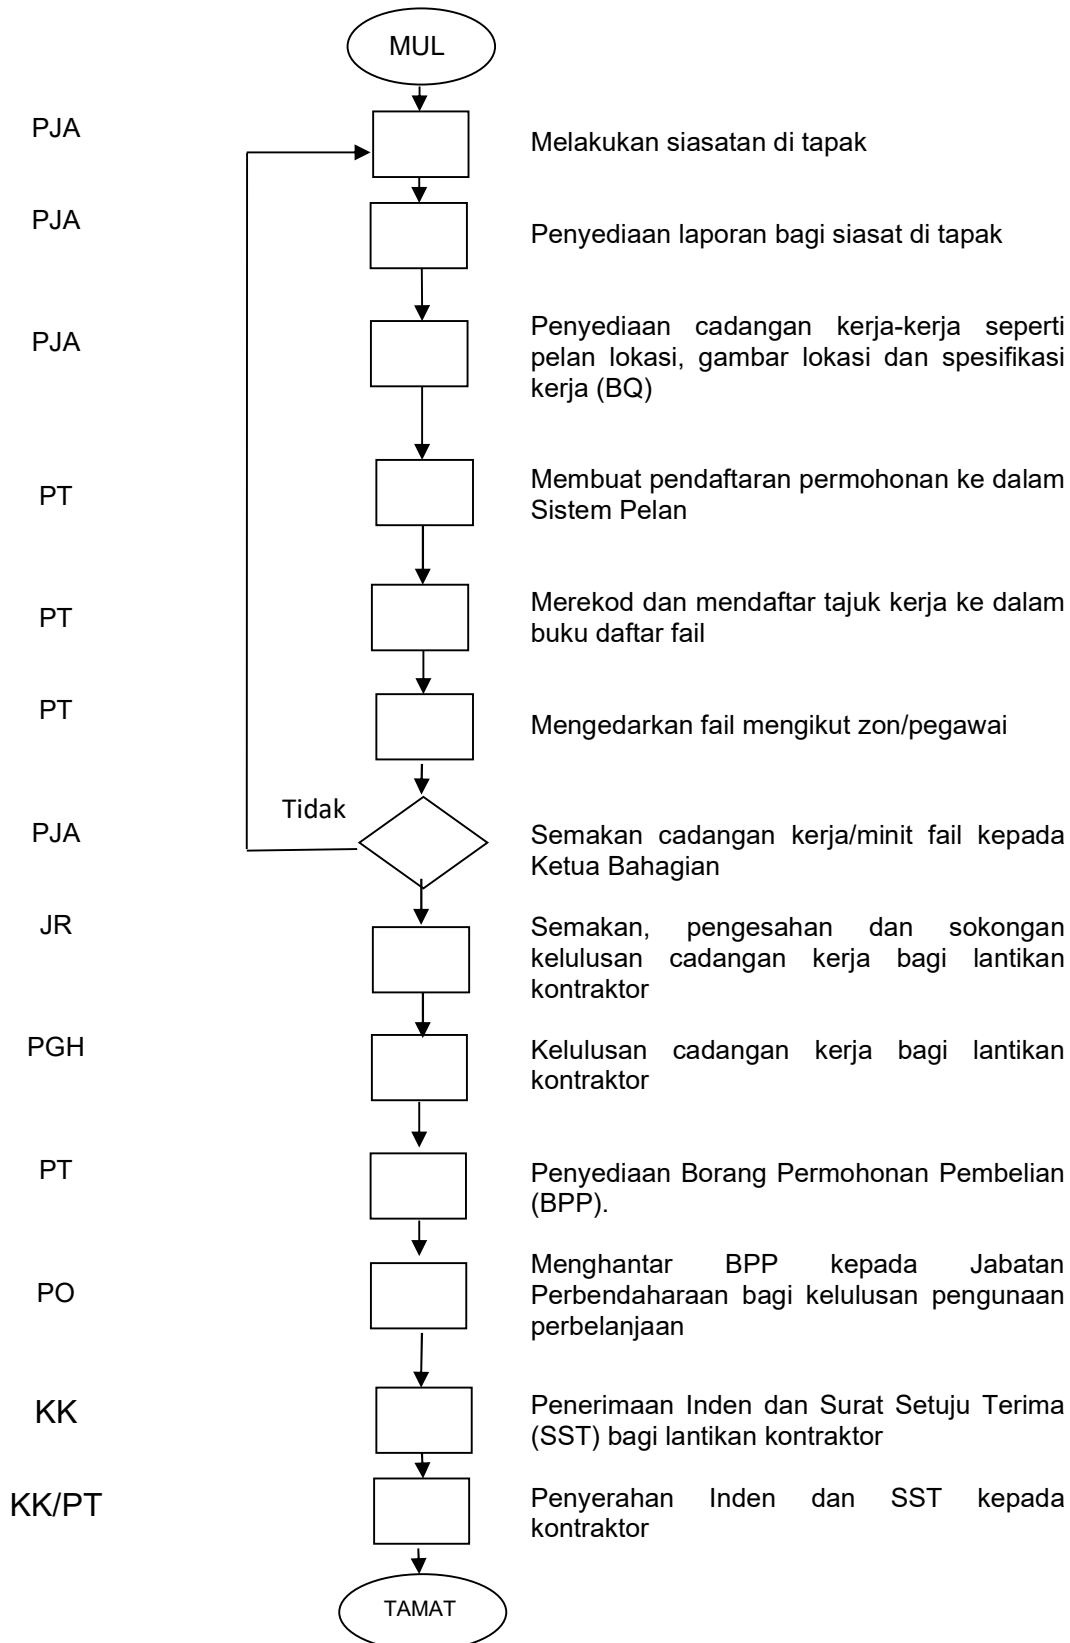 MUL
PJA
Melakukan siasatan di tapak
PJA
Penyediaan laporan bagi siasat di tapak
PJA
Penyediaan cadangan kerja-kerja seperti
pelan lokasi, gambar lokasi dan spesifikasi
kerja (BQ)
PT
Membuat pendaftaran permohonan ke dalam
Sistem Pelan
PT
Merekod dan mendaftar tajuk kerja ke dalam
buku daftar fail
PT
Mengedarkan fail mengikut zon/pegawai
Tidak
PJA
Semakan cadangan kerja/minit fail kepada
Ketua Bahagian
JR
Semakan, pengesahan dan sokongan
kelulusan cadangan kerja bagi lantikan
kontraktor
PGH
Kelulusan cadangan kerja bagi lantikan
kontraktor
PT
Penyediaan Borang Permohonan Pembelian
(BPP).
PO
Menghantar BPP kepada Jabatan
Perbendaharaan bagi kelulusan pengunaan
perbelanjaan
KK
Penerimaan Inden dan Surat Setuju Terima
(SST) bagi lantikan kontraktor
KK/PT
Penyerahan Inden dan SST kepada
kontraktor
TAMAT